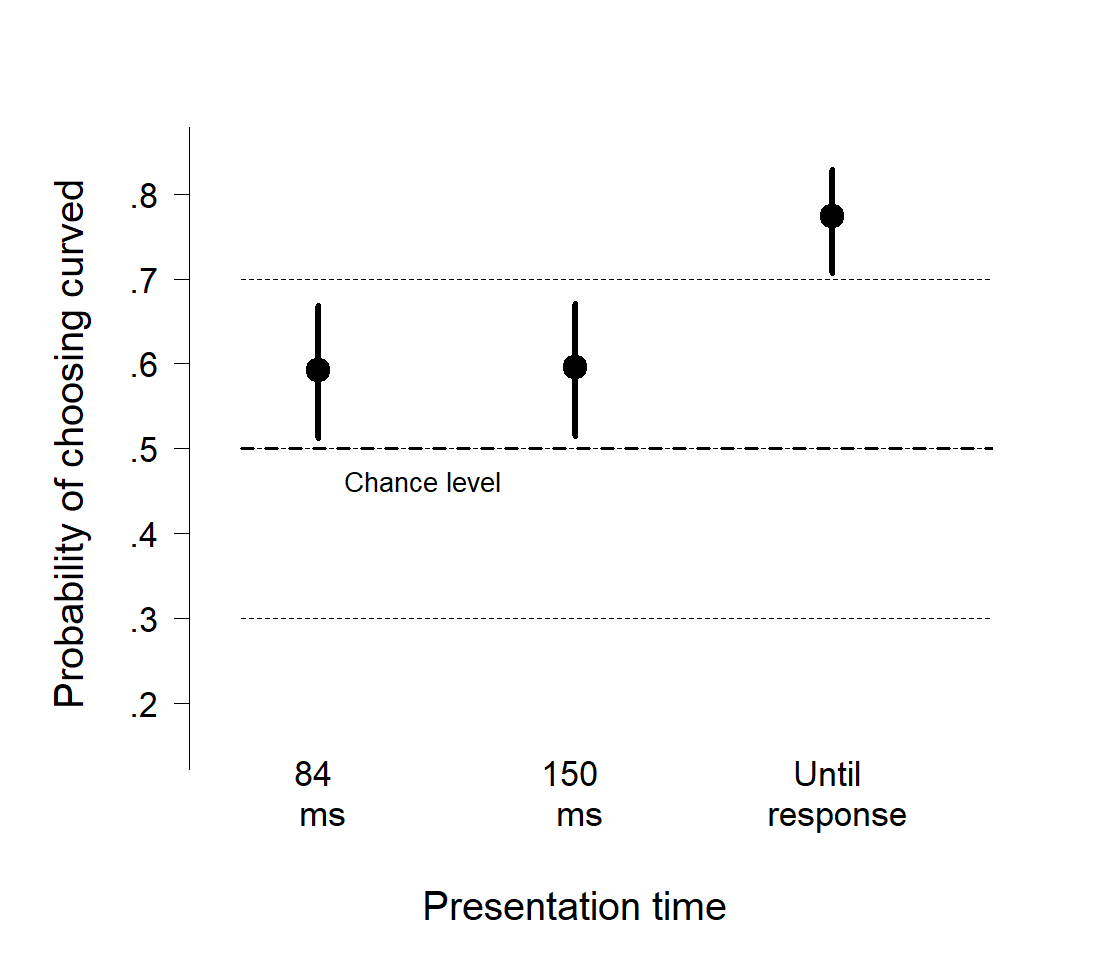 Probability of choosing curved
.8
.7
.6
.5
.4
.3
.2
Chance level
84
ms
150
ms
Until
response
Presentation time